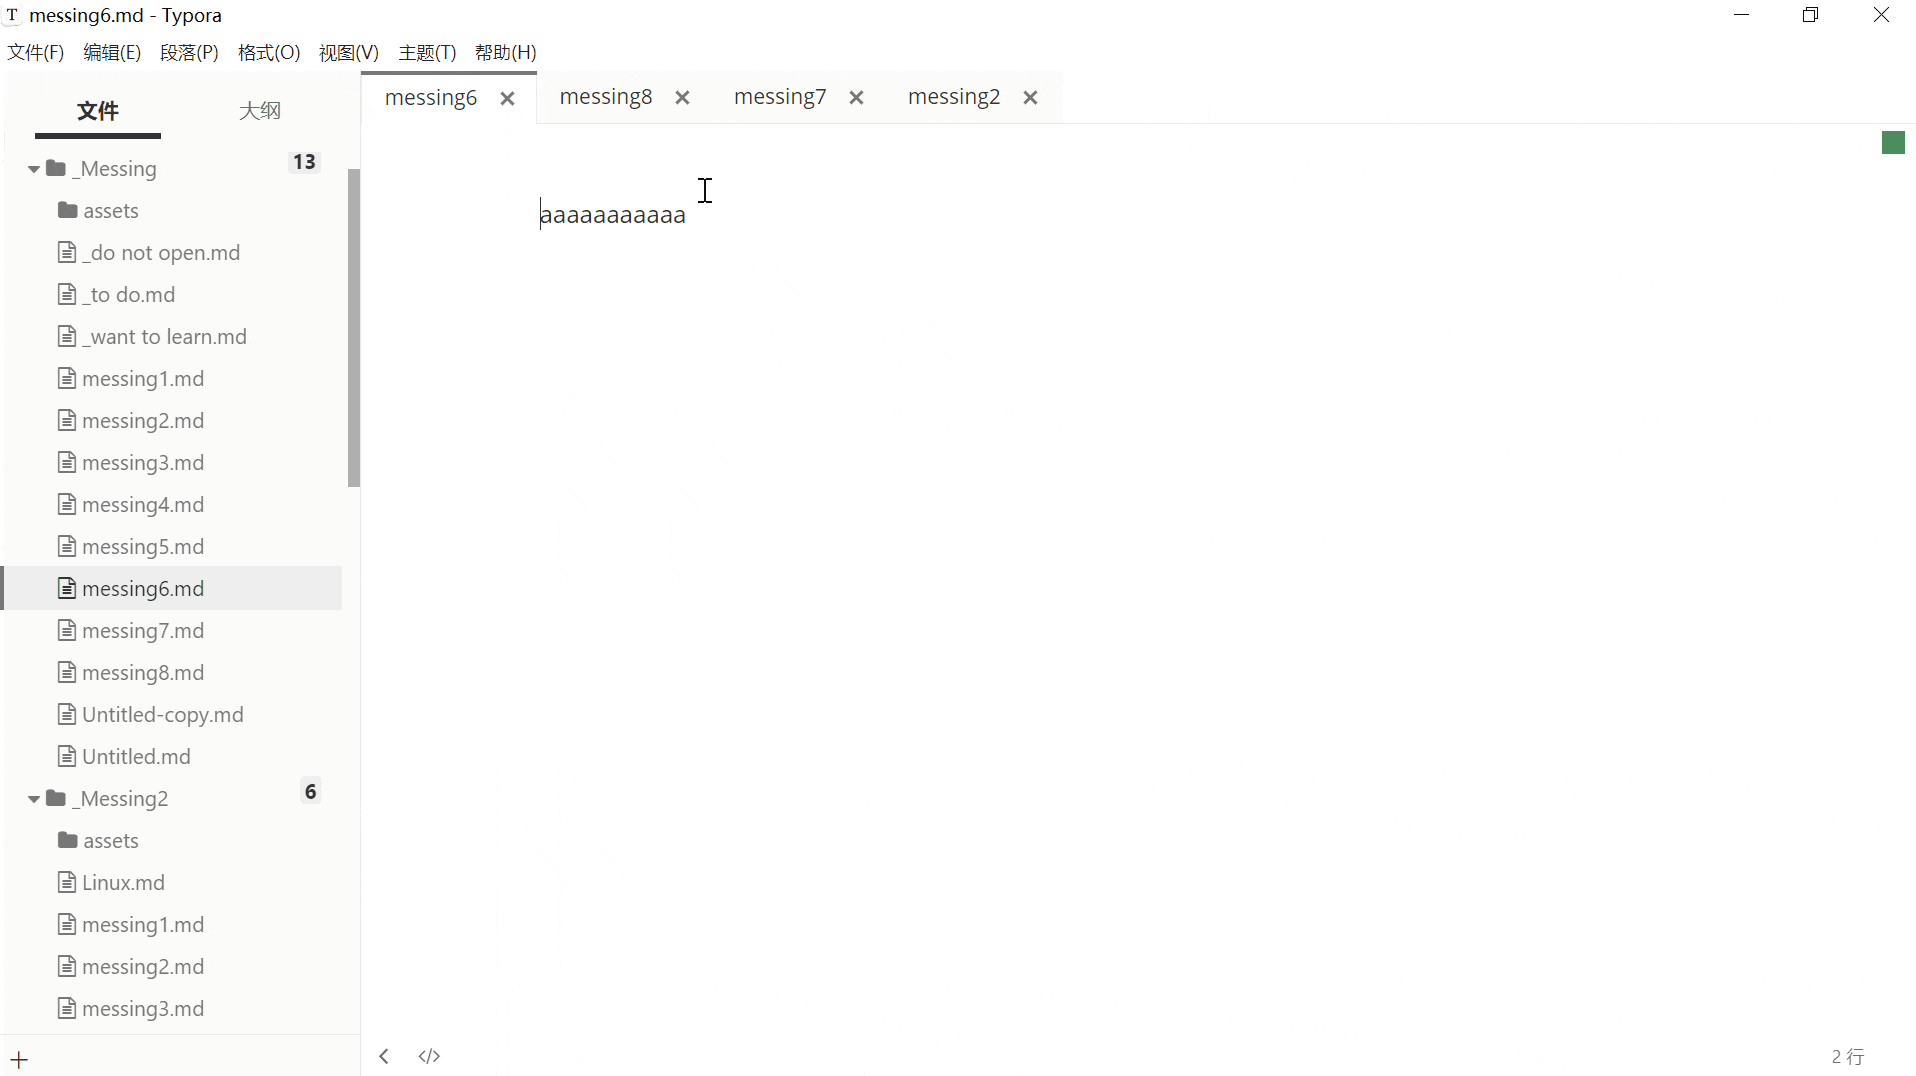 T messing6.md - Typora
文件(F) 编辑(E) 段落(P) 格式(O) 视图(V) 主题(T) 帮助(H)
文件 大纲
messing6 messing8 messing7 messing2
_Messing 13
assets
_do not open.md
_to do.md
_want to learn.md
messing1.md
messing2.md
messing3.md
messing4.md
messing5.md
messing6.md
messing7.md
messing8.md
Untitled-copy.md
Untitled.md
_Messing2 6
assets
Linux.md
messing1.md
messing2.md
messing3.md
aaaaaaaaaaa
+ < </> 2 行